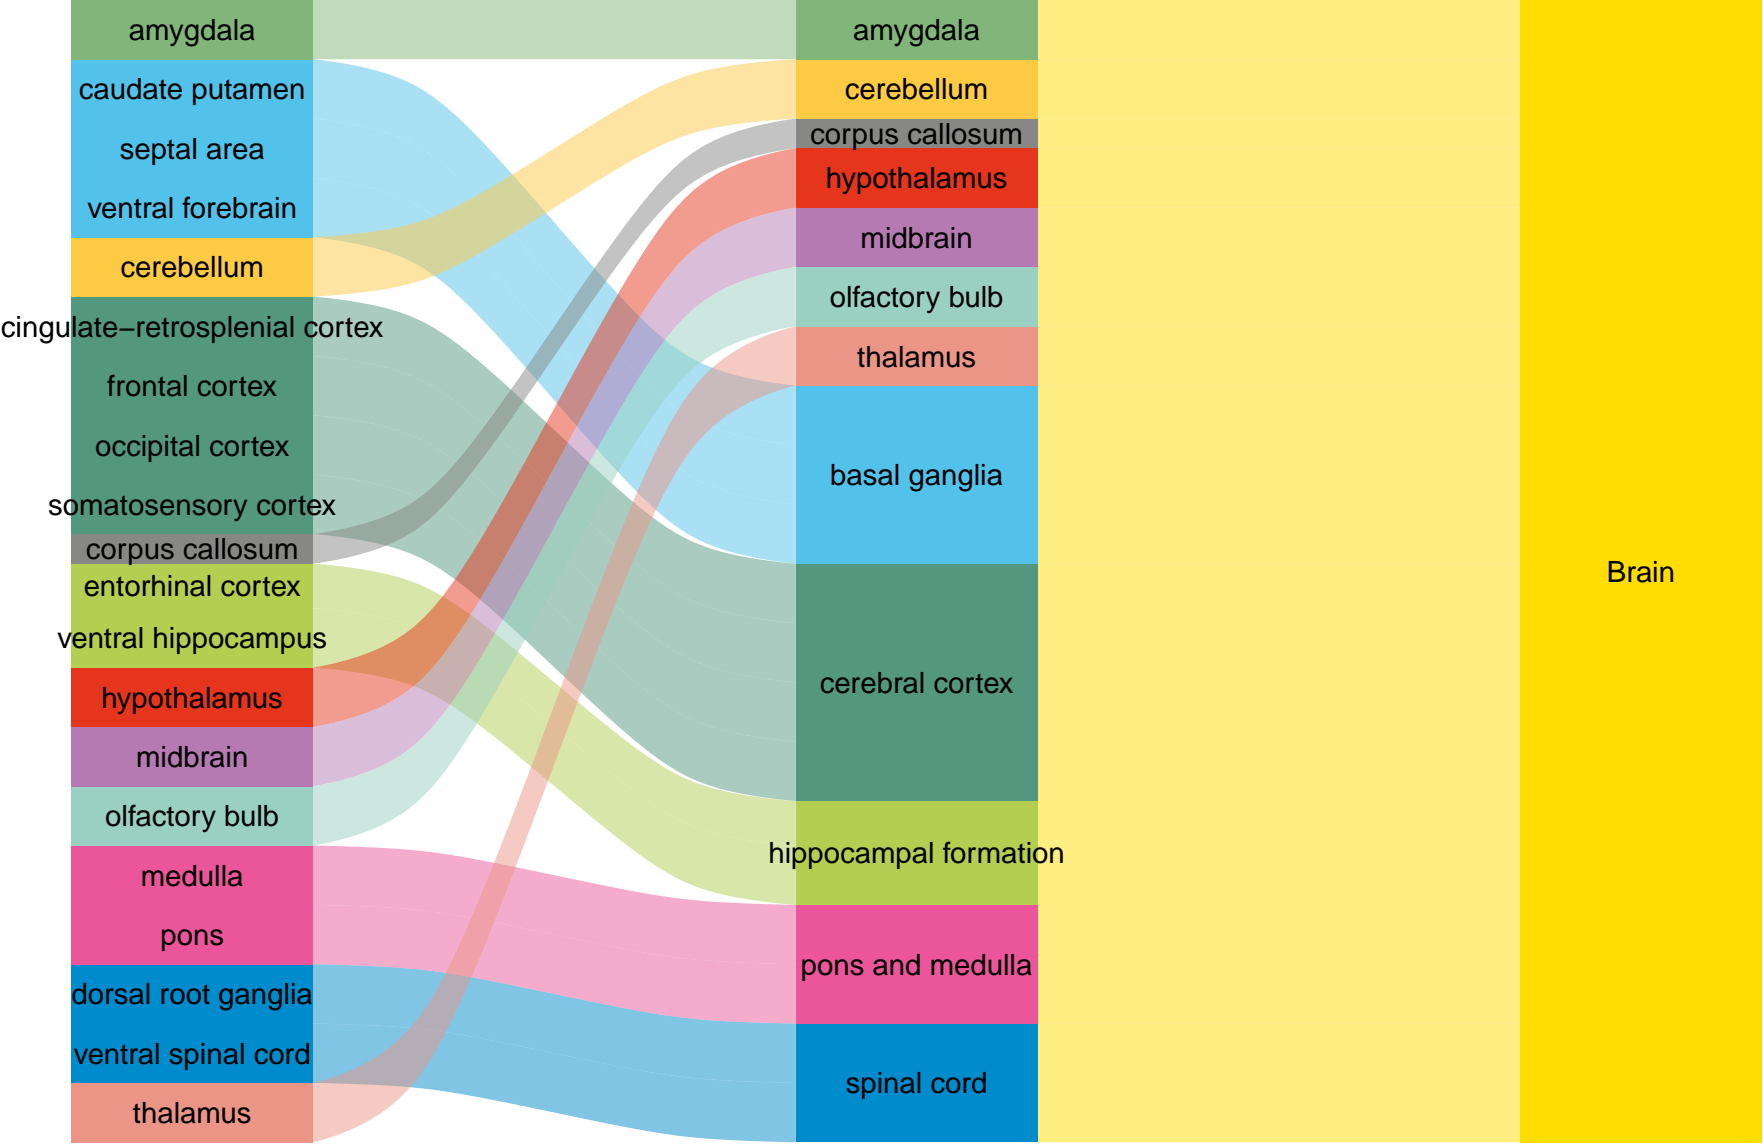 amygdala
caudate putamen
septal area
ventral forebrain
cerebellum
cingulate−retrosplenial cortex
frontal cortex
occipital cortex
somatosensory cortex
corpus callosum
entorhinal cortex
ventral hippocampus
hypothalamus
midbrain
olfactory bulb
medulla
pons
dorsal root ganglia
ventral spinal cord
thalamus
amygdala
cerebellum
corpus callosum
hypothalamus
midbrain
olfactory bulb
thalamus
basal ganglia
cerebral cortex
hippocampal formation
pons and medulla
spinal cord
Brain